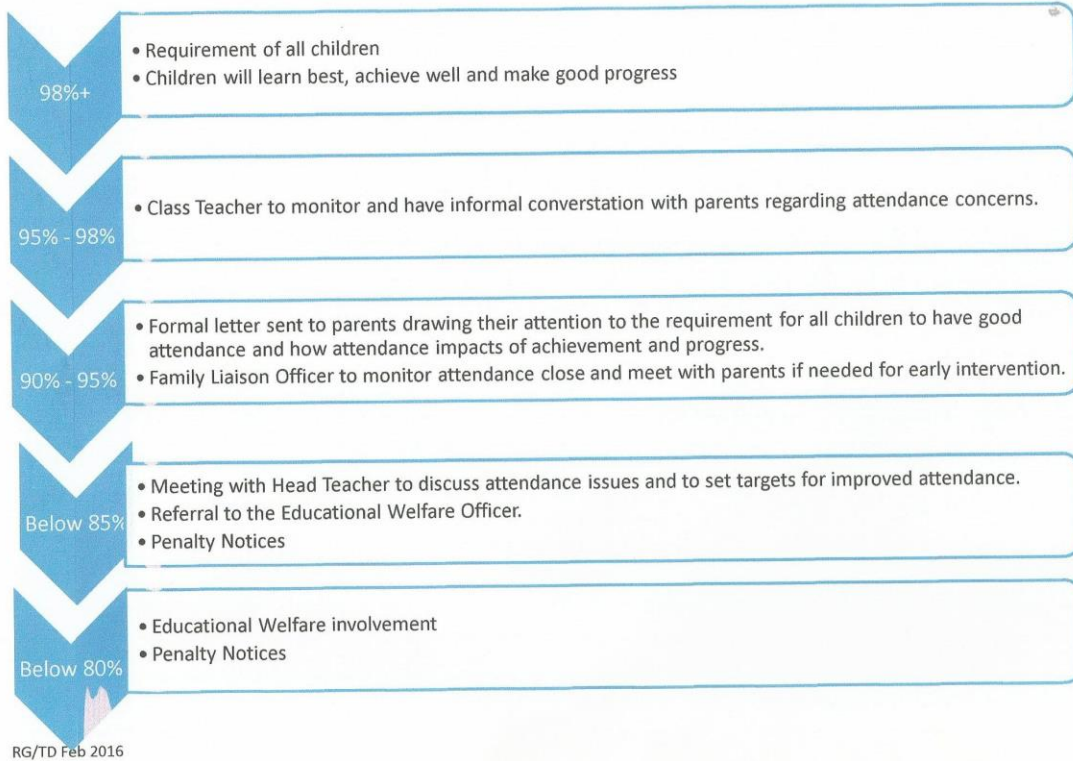 98%+
• Requirement of all children
• Children will learn best, achieve well and make good progress
95% - 98%
• Class Teacher to monitor and have informal converstation with parents regarding attendance concerns.
90% - 95%
• Formal letter sent to parents drawing their attention to the requirement for all children to have good
attendance and how attendance impacts of achievement and progress.
• Family Liaison Officer to monitor attendance close and meet with parents if needed for early intervention.
Below 85%
• Meeting with Head Teacher to discuss attendance issues and to set targets for improved attendance.
• Referral to the Educational Welfare Officer.
• Penalty Notices
Below 80%
• Educational Welfare involvement
• Penalty Notices
RG/TD Feb 2016